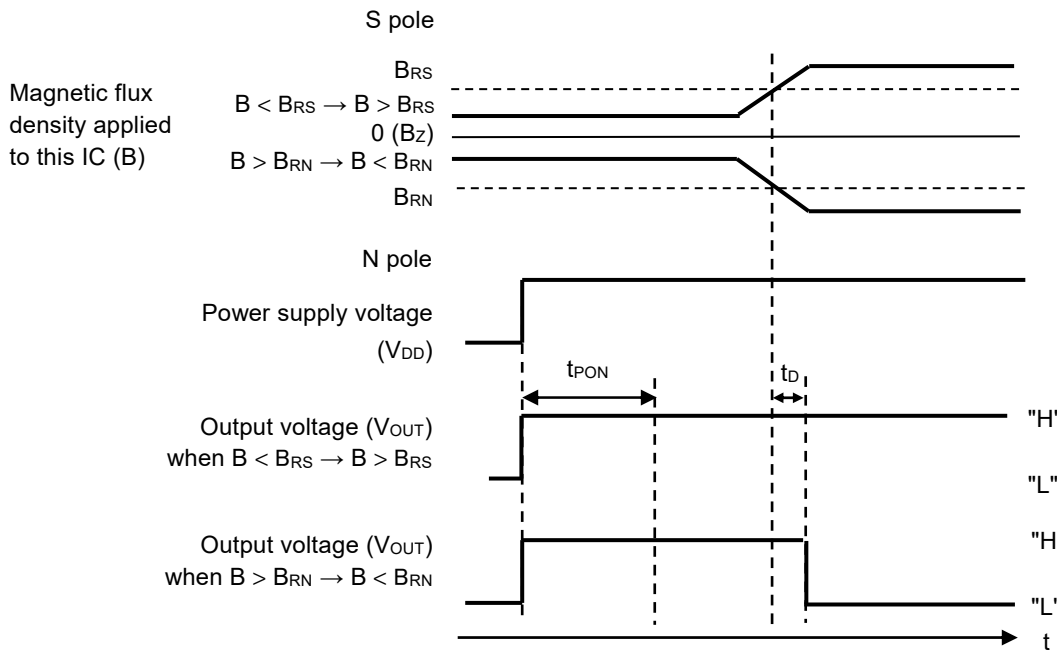 S pole
Magnetic flux
density applied
to this IC (B)
BRS
B < BRS → B > BRS
0 (BZ)
B > BRN → B < BRN
BRN
N pole
Power supply voltage
(VDD)
tPON
tD
Output voltage (VOUT)
when B < BRS → B > BRS
"H'
"L"
Output voltage (VOUT)
when B > BRN → B < BRN
"H
"L'
t